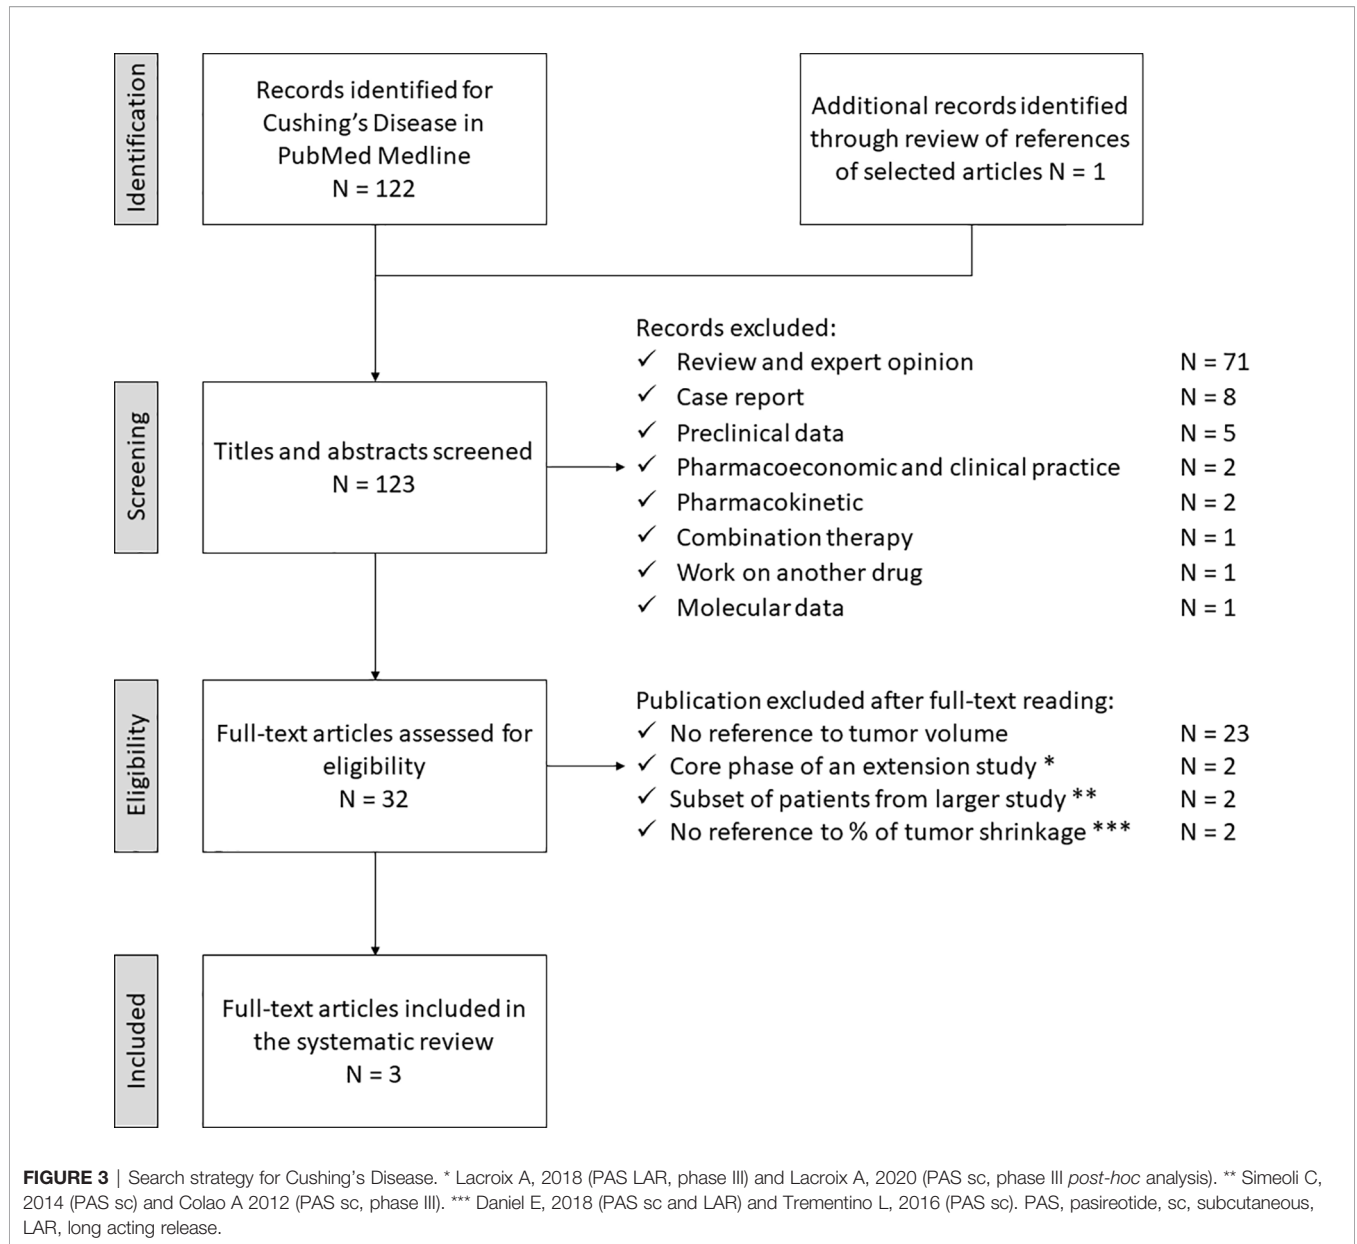 Identification
Records identified for
Cushing's Disease in
PubMed Medline
N = 122
Additional records identified
through review of references
of selected articles N = 1
Screening
Titles and abstracts screened
N = 123
Records excluded:
✓ Review and expert opinion N = 71
✓ Case report N = 8
✓ Preclinical data N = 5
✓ Pharmacoeconomic and clinical practice N = 2
✓ Pharmacokinetic N = 2
✓ Combination therapy N = 1
✓ Work on another drug N = 1
✓ Molecular data N = 1
Eligibility
Full-text articles assessed for
eligibility
N = 32
Publication excluded after full-text reading:
✓ No reference to tumor volume N = 23
✓ Core phase of an extension study * N = 2
✓ Subset of patients from larger study ** N = 2
✓ No reference to % of tumor shrinkage *** N = 2
Included
Full-text articles included in
the systematic review
N = 3
FIGURE 3 | Search strategy for Cushing's Disease. * Lacroix A, 2018 (PAS LAR, phase III) and Lacroix A, 2020 (PAS sc, phase III post-hoc analysis). ** Simeoli C,
2014 (PAS sc) and Colao A 2012 (PAS sc, phase III). *** Daniel E, 2018 (PAS sc and LAR) and Trementino L, 2016 (PAS sc). PAS, pasireotide, sc, subcutaneous,
LAR, long acting release.